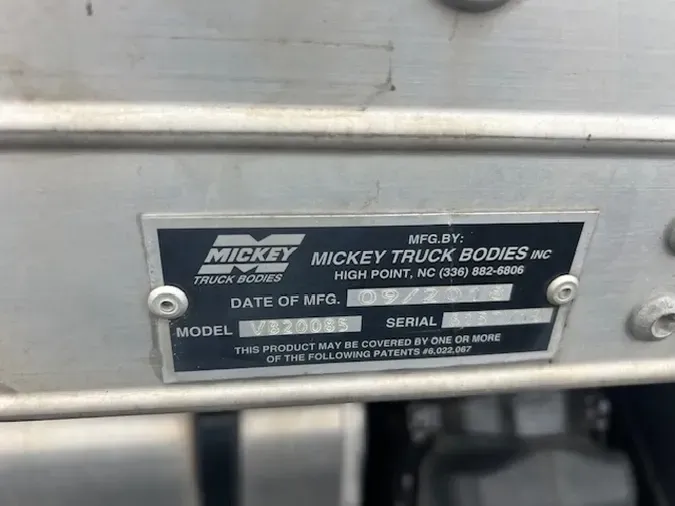 MICKEY
TRUCK BODIES
MFG.BY:
MICKEY TRUCK BODIES INC
HIGH POINT, NC (336) 882-6806
DATE OF MFG.
MODEL
SERIAL
THIS PRODUCT MAY BE COVERED BY ONE OR MORE
OF THE FOLLOWING PATENTS #6,022,067